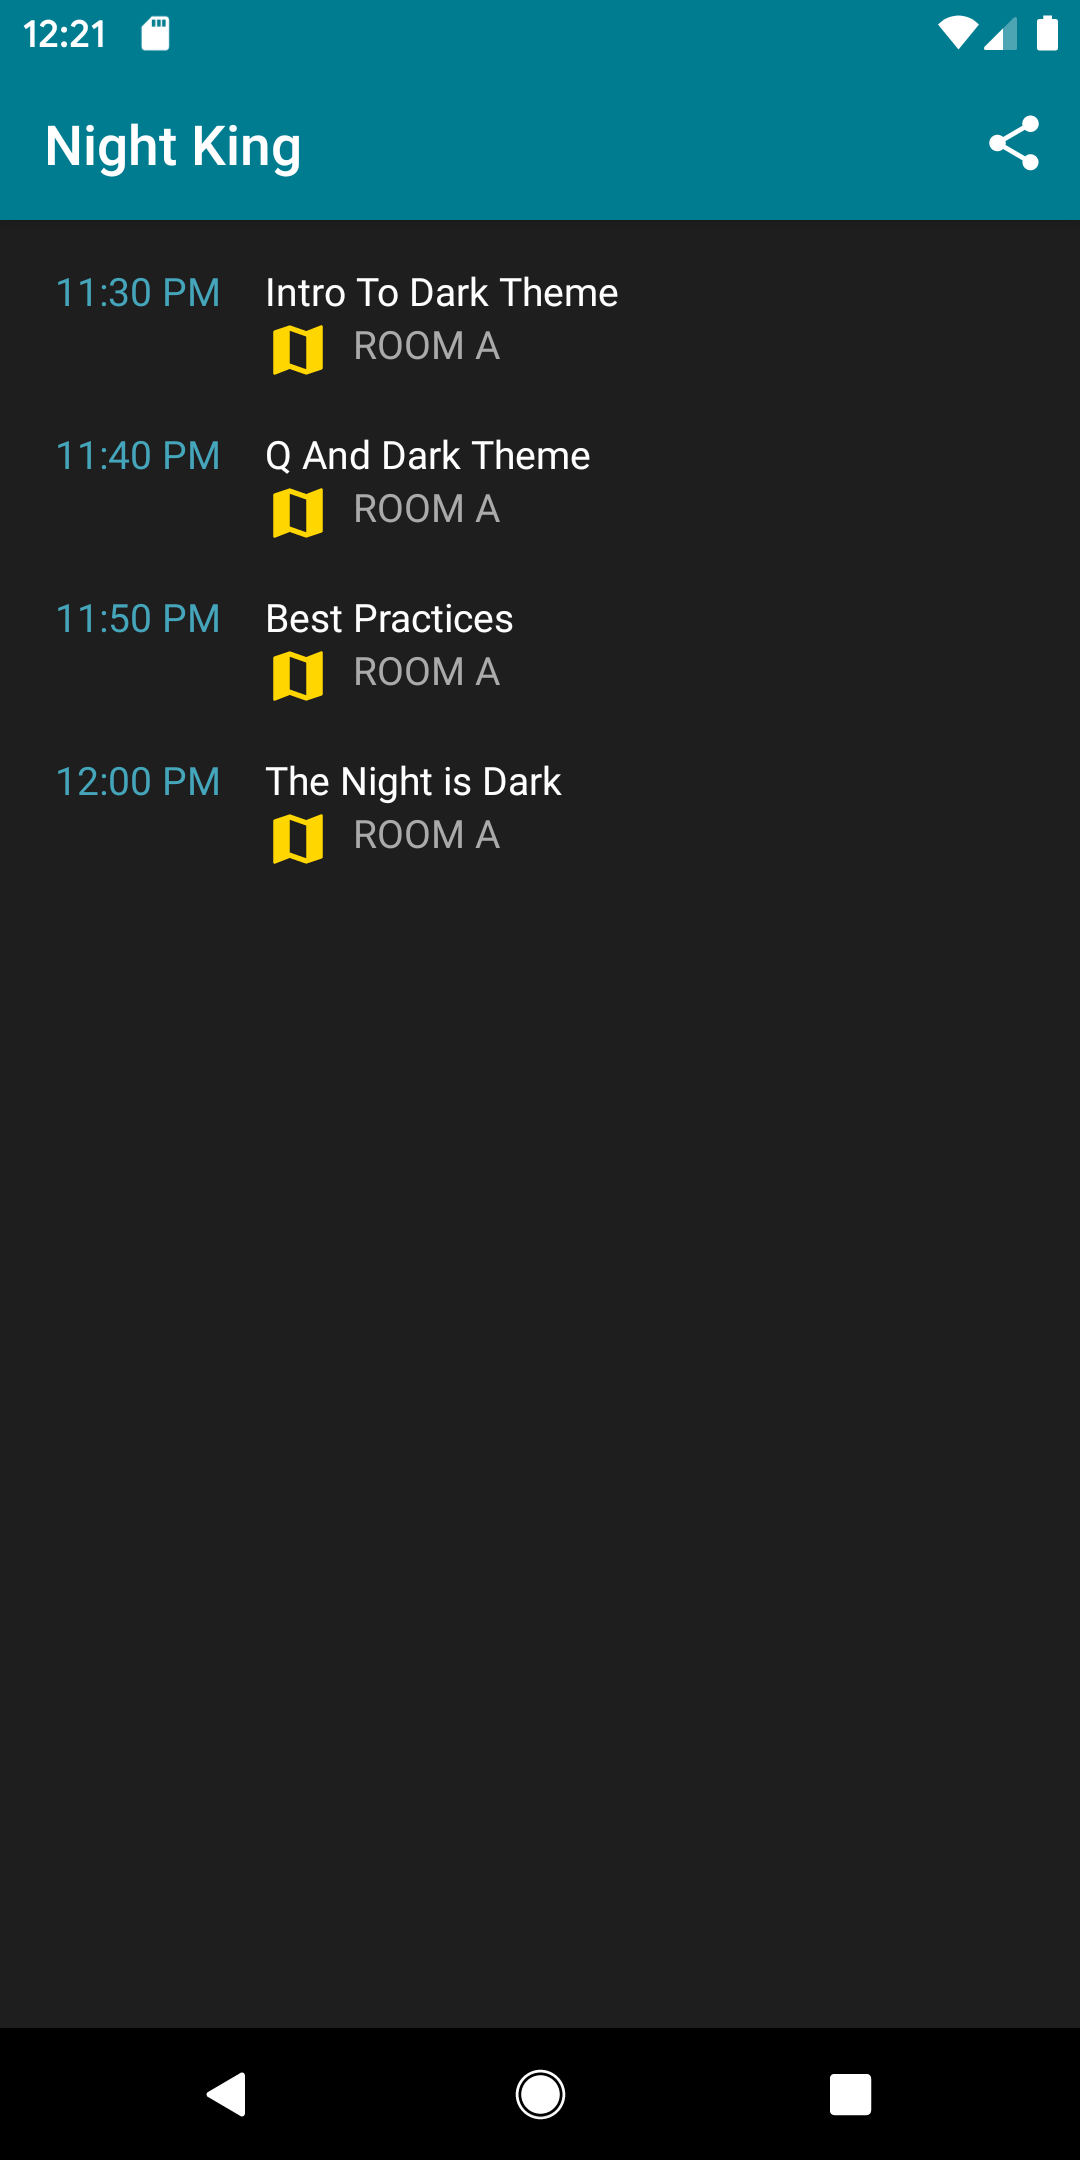 12:21
Night King
11:30 PM Intro To Dark Theme
ROOM A
11:40 PM Q And Dark Theme
ROOM A
11:50 PM Best Practices
ROOM A
12:00 PM The Night is Dark
ROOM A